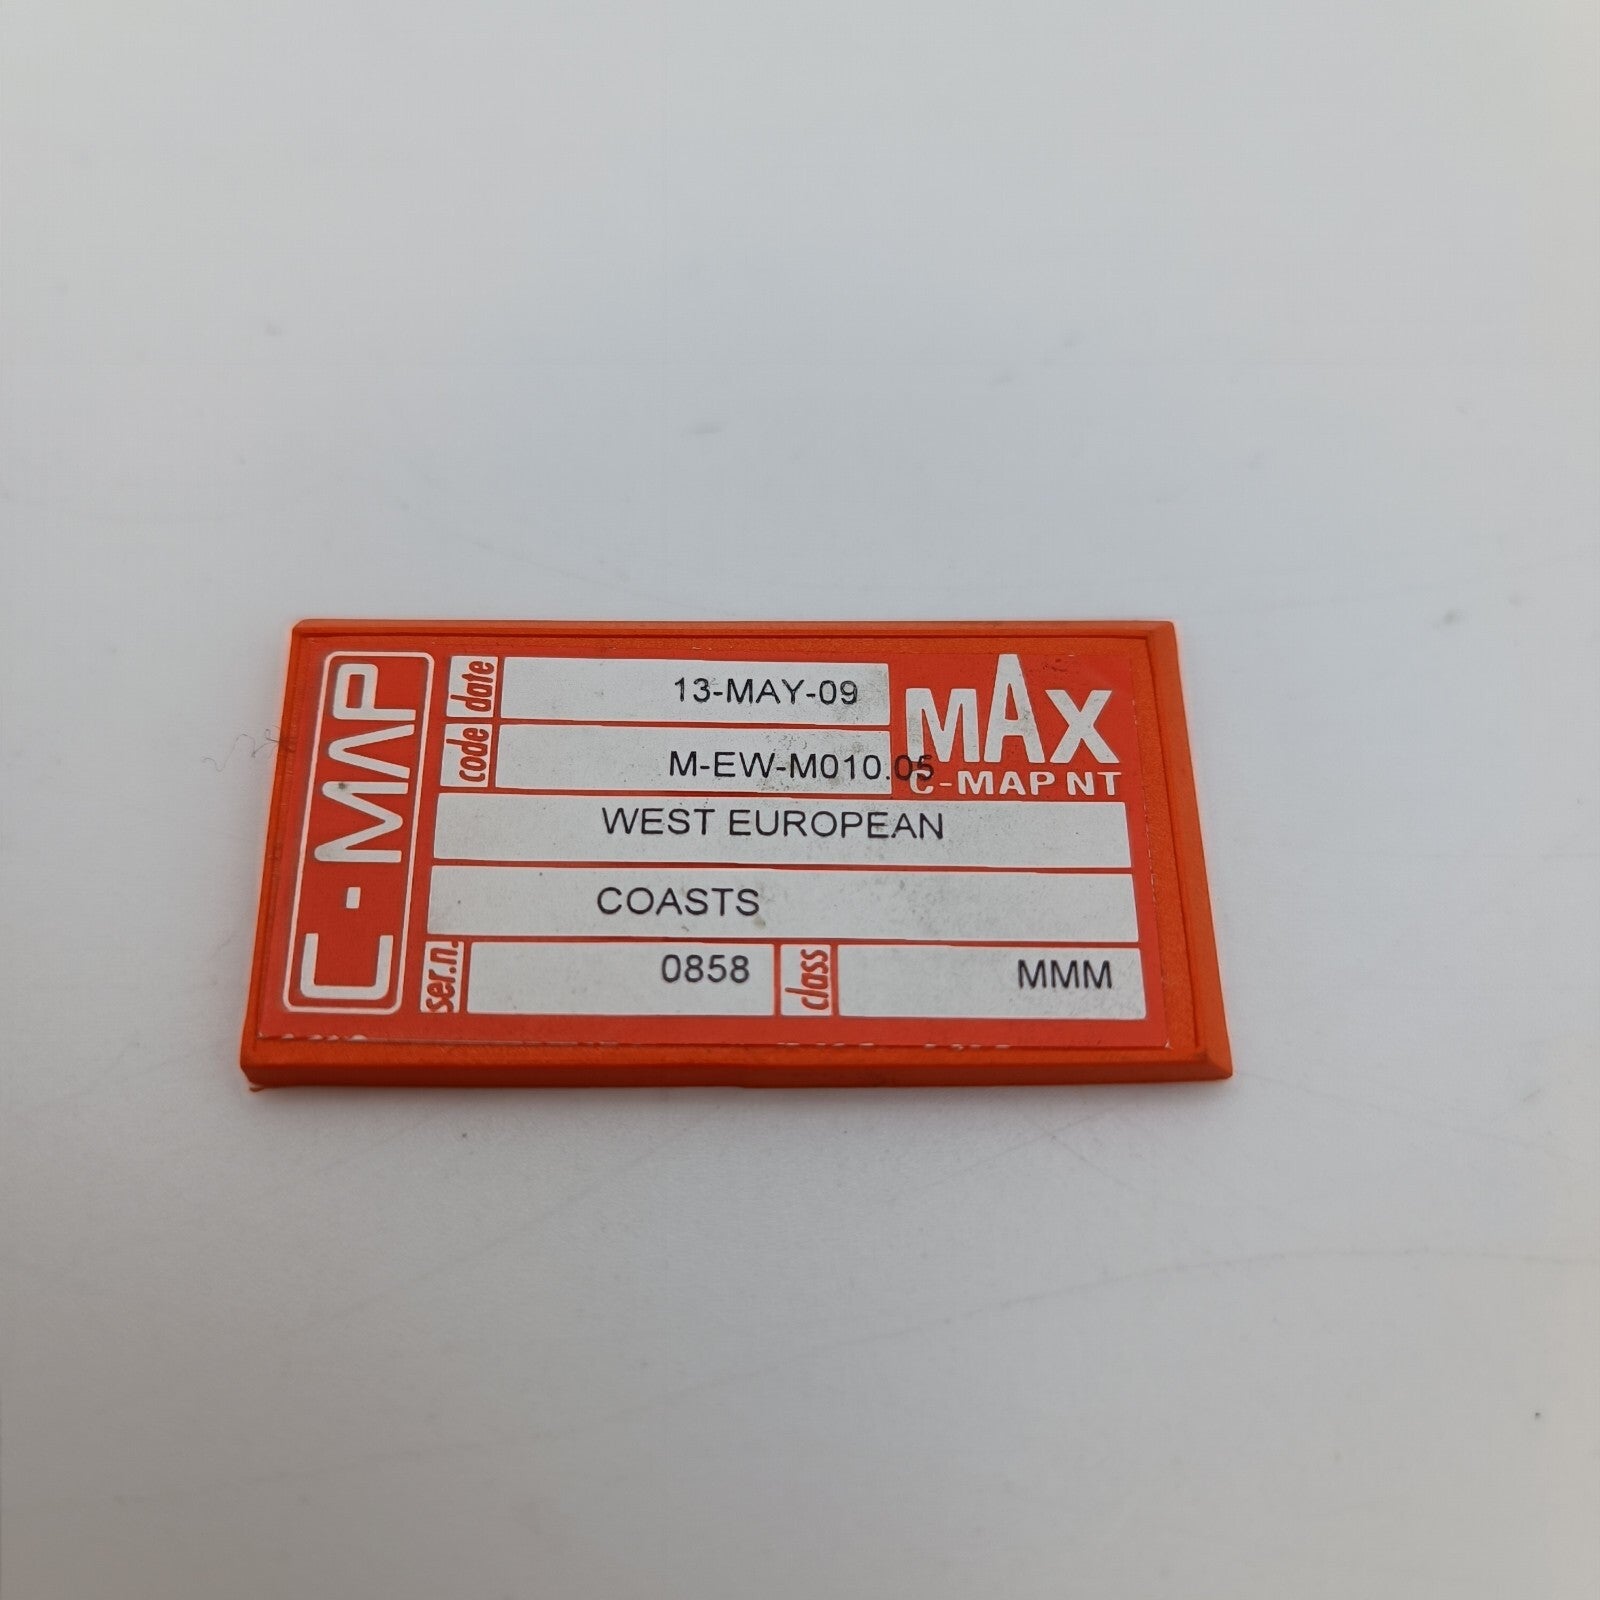 C-MAP
date 13-MAY-09
code M-EW-M010.05
MAX
C-MAP NT
WEST EUROPEAN
COASTS
ser.n. 0858 class MMM